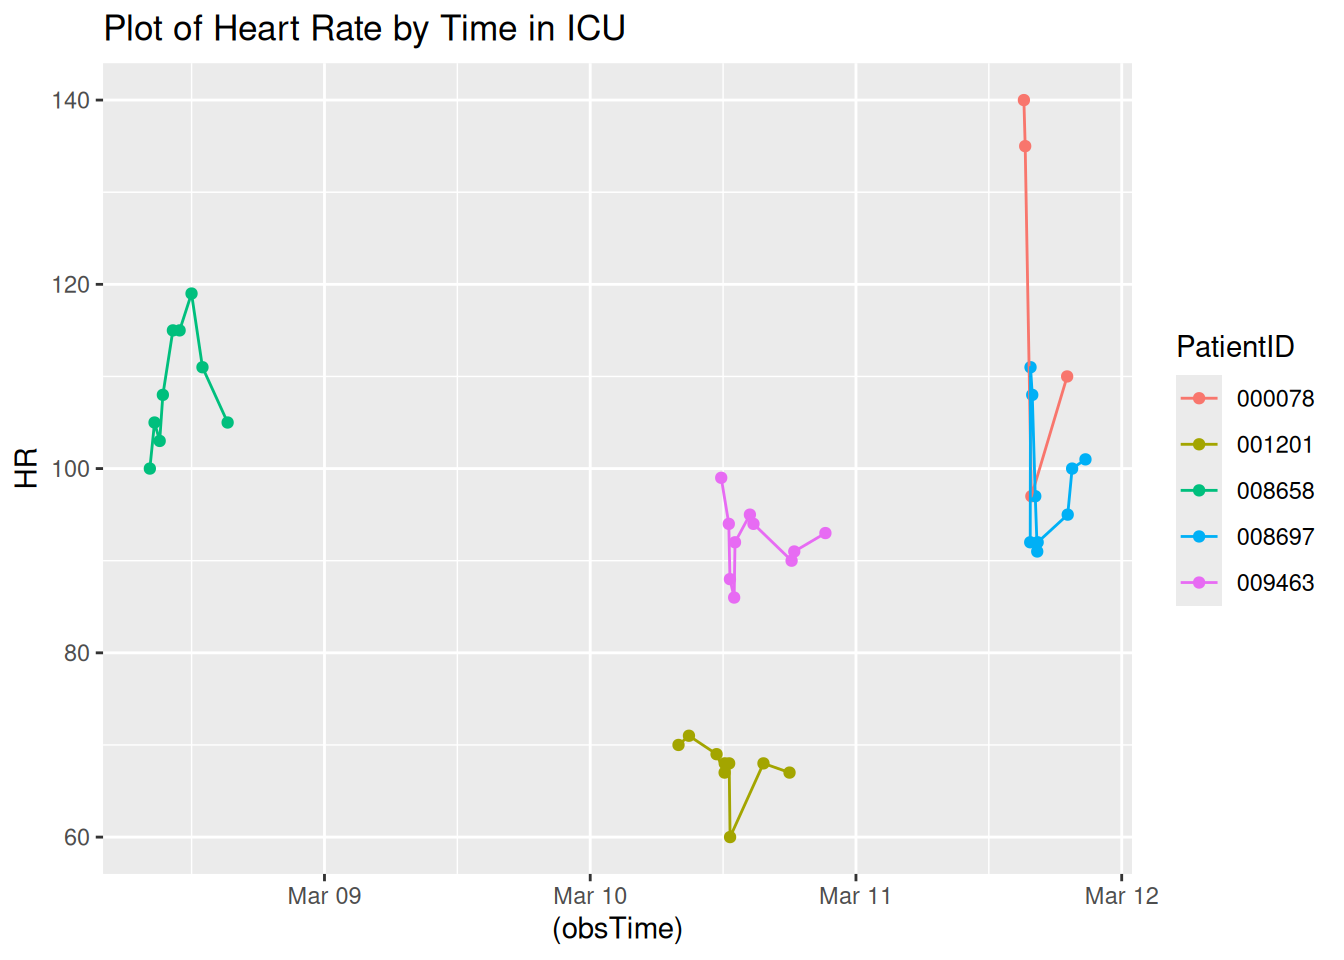 Plot of Heart Rate by Time in ICU
140
120
100
80
60
HR
Mar 09
Mar 10
Mar 11
Mar 12
(obsTime)
PatientID
000078
001201
008658
008697
009463